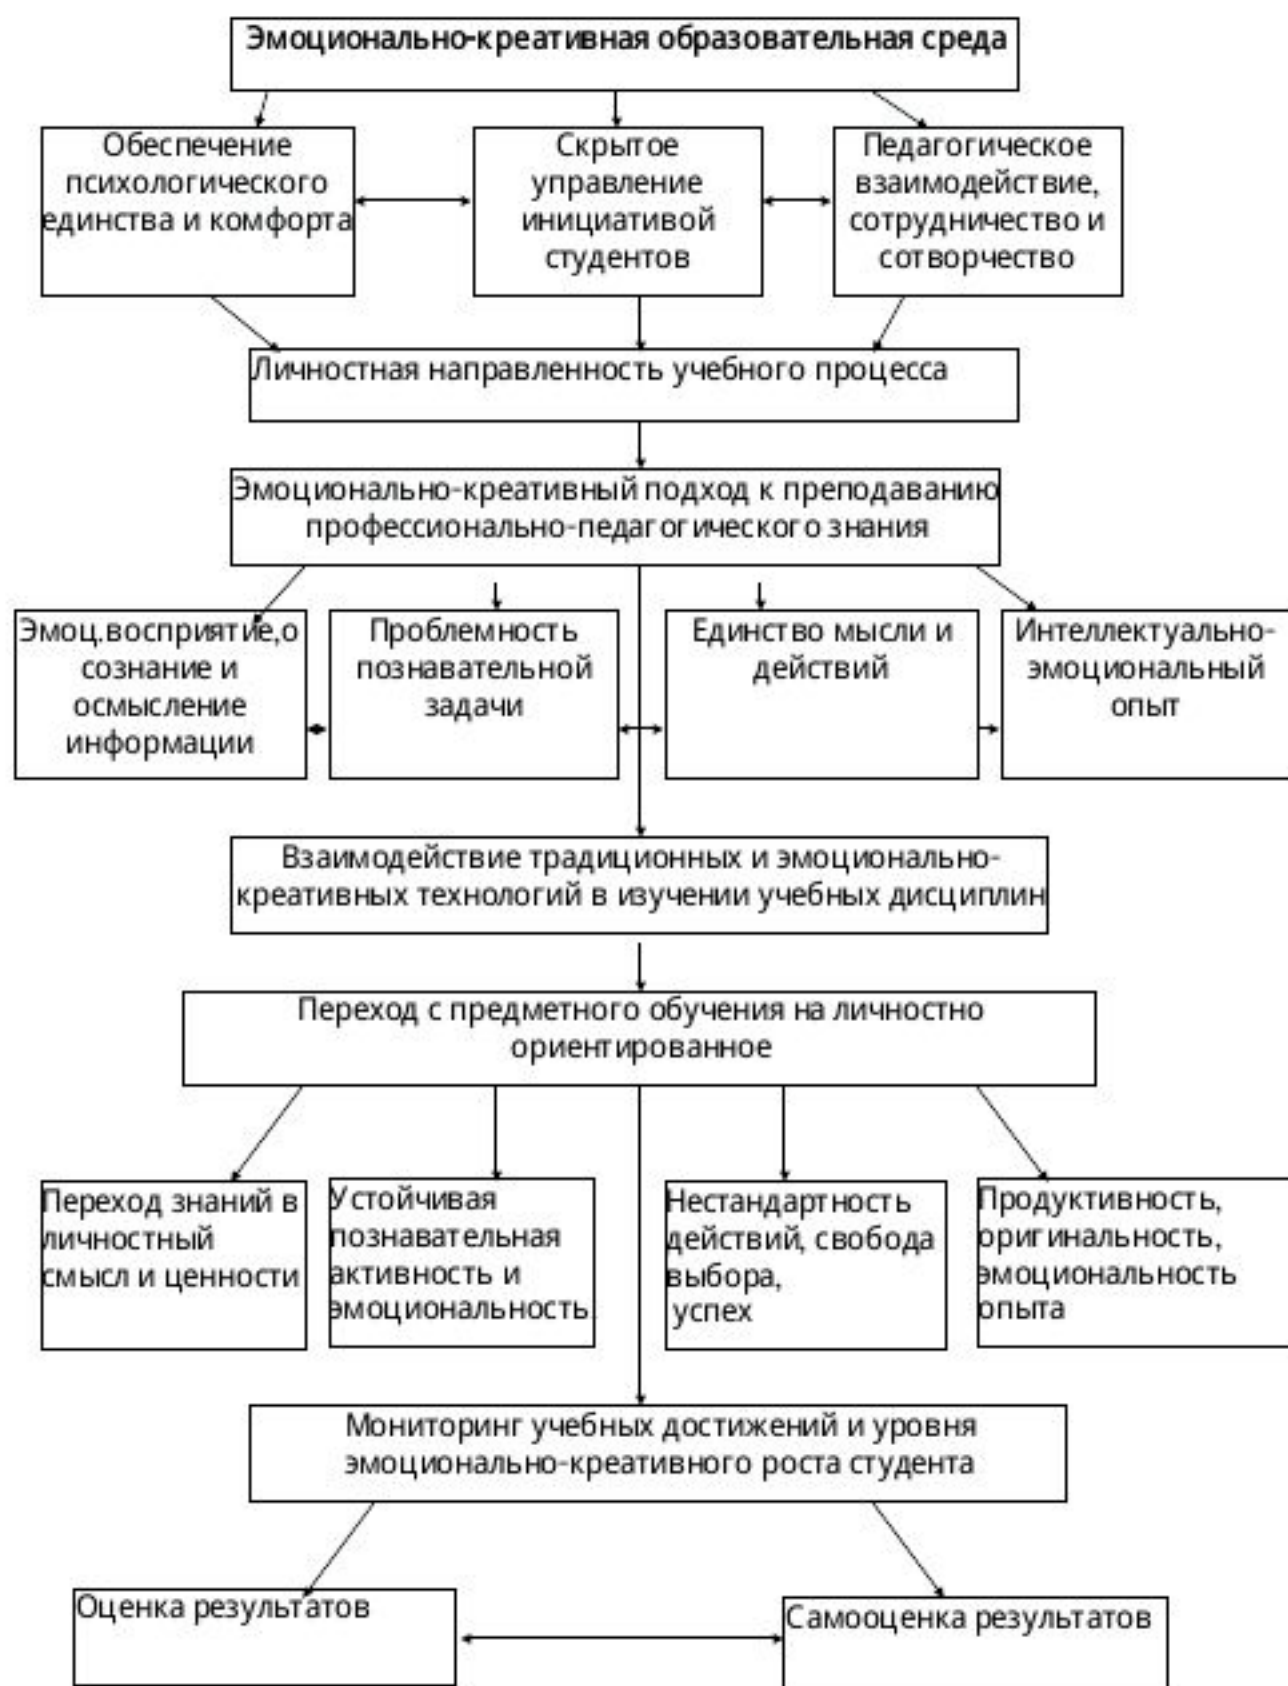 Эмоционально-креативная образовательная среда
Обеспечение
психологического
единства и комфорта
Скрытое
управление
инициативой
студентов
Педагогическое
взаимодействие,
сотрудничество и
сотворчество
Личностная направленность учебного процесса
Эмоционально-креативный подход к преподаванию
профессионально-педагогического знания
Эмоц.восприятие,о
сознание и
осмысление
информации
Проблемность
познавательной
задачи
Единство мысли и
действий
Интеллектуально-
эмоциональный
опыт
Взаимодействие традиционных и эмоционально-
креативных технологий в изучении учебных дисциплин
Переход с предметного обучения на личностно
ориентированное
Переход знаний в
личностный
смысл и ценности
Устойчивая
познавательная
активность и
эмоциональность.
Нестандартность
действий, свобода
выбора,
успех
Продуктивность,
оригинальность,
эмоциональность
опыта
Мониторинг учебных достижений и уровня
эмоционально-креативного роста студента
Оценка результатов
Самооценка результатов